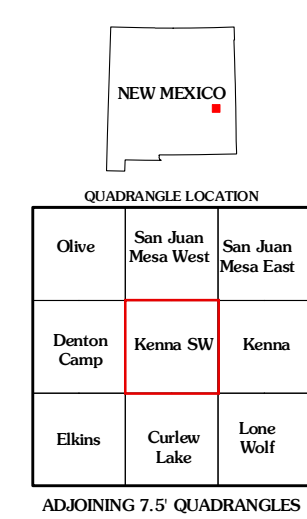 NEW MEXICO
QUADRANGLE LOCATION
Olive
San Juan
Mesa West
San Juan
Mesa East
Denton
Camp
Kenna SW
Kenna
Elkins
Curlew
Lake
Lone
Wolf
ADJOINING 7.5' QUADRANGLES